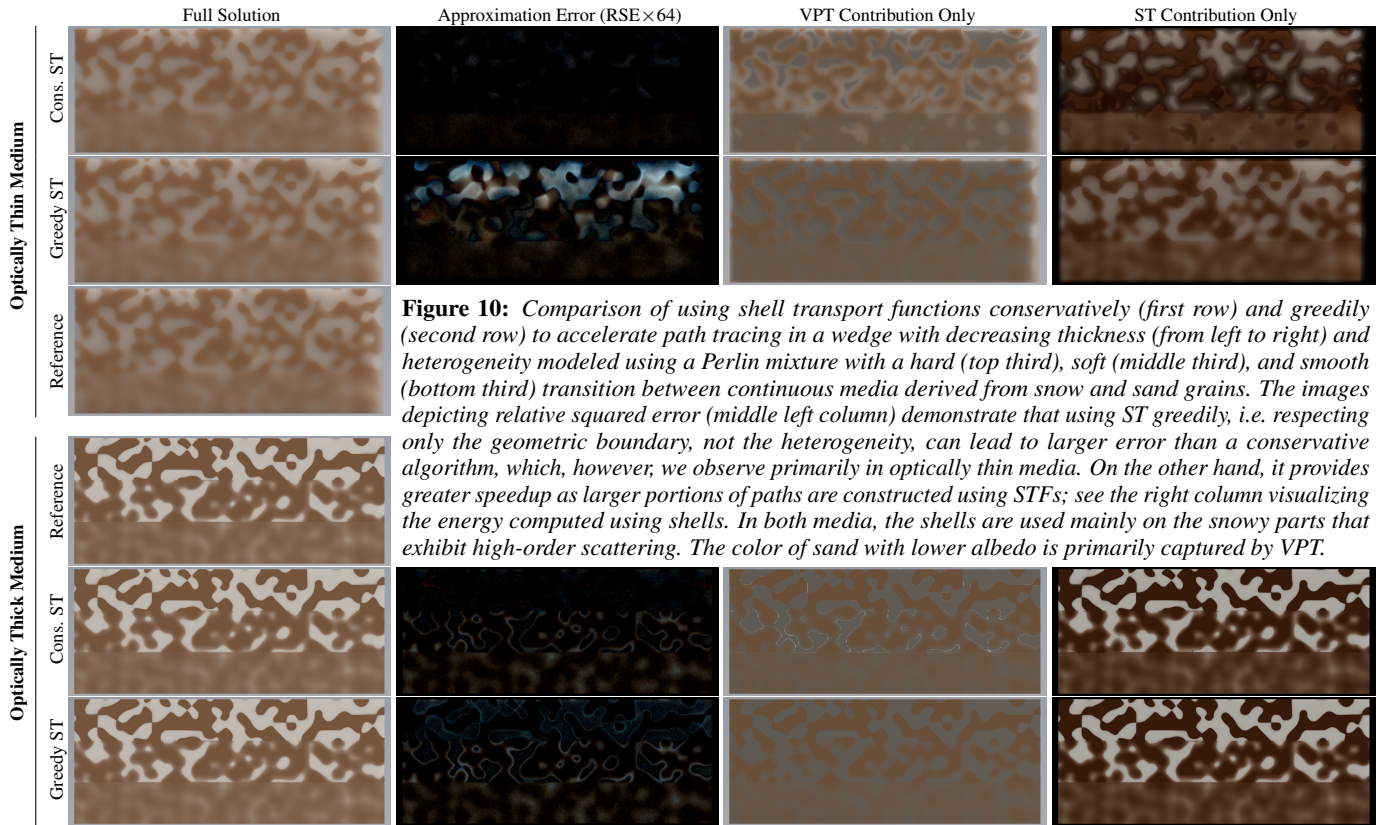 Full Solution
Approximation Error (RSE×64)
VPT Contribution Only
ST Contribution Only
Optically Thin Medium
Cons. ST
Greedy ST
Reference
Figure 10: Comparison of using shell transport functions conservatively (first row) and greedily
(second row) to accelerate path tracing in a wedge with decreasing thickness (from left to right) and
heterogeneity modeled using a Perlin mixture with a hard (top third), soft (middle third), and smooth
(bottom third) transition between continuous media derived from snow and sand grains. The images
depicting relative squared error (middle left column) demonstrate that using ST greedily, i.e. respecting
only the geometric boundary, not the heterogeneity, can lead to larger error than a conservative
algorithm, which, however, we observe primarily in optically thin media. On the other hand, it provides
greater speedup as larger portions of paths are constructed using STFs; see the right column visualizing
the energy computed using shells. In both media, the shells are used mainly on the snowy parts that
exhibit high-order scattering. The color of sand with lower albedo is primarily captured by VPT.
Optically Thick Medium
Reference
Cons. ST
Greedy ST